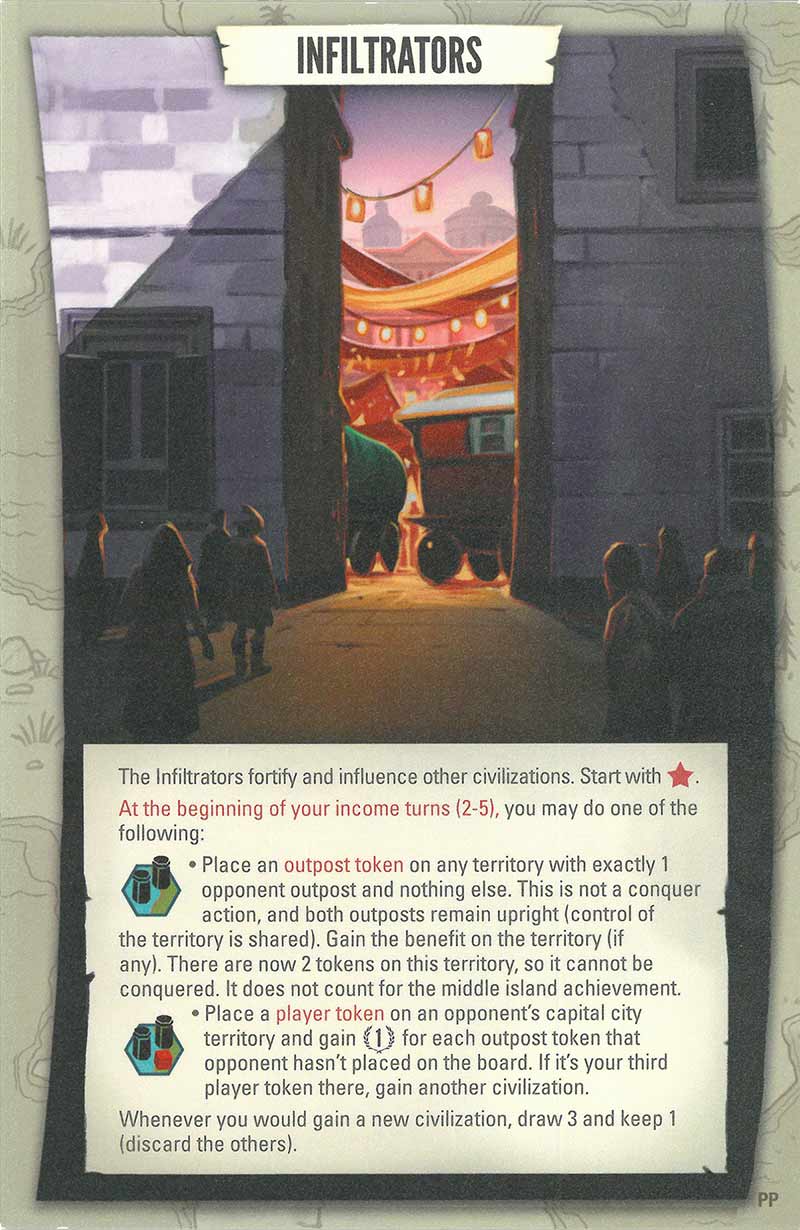 INFILTRATORS
The Infiltrators fortify and influence other civilizations. Start with ★.
At the beginning of your income turns (2-5), you may do one of the
following:
• Place an outpost token on any territory with exactly 1
opponent outpost and nothing else. This is not a conquer
action, and both outposts remain upright (control of
the territory is shared). Gain the benefit on the territory (if
any). There are now 2 tokens on this territory, so it cannot be
conquered. It does not count for the middle island achievement.
• Place a player token on an opponent's capital city
territory and gain 1 for each outpost token that
opponent hasn't placed on the board. If it's your third
player token there, gain another civilization.
Whenever you would gain a new civilization, draw 3 and keep 1
(discard the others).
PP